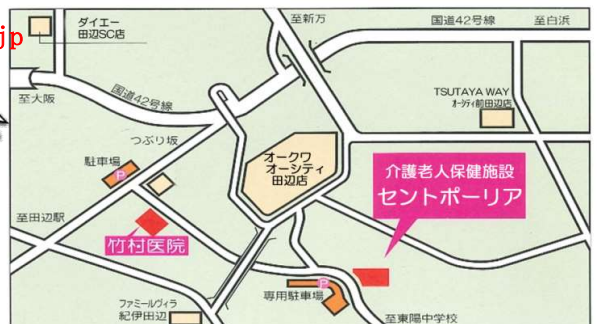 ダイエー
田辺SC店
jp
至新万
国道42号線
至白浜
至大阪
国道42号線
TSUTAYA WAY
オーシティ前田辺店
つぶり坂
駐車場
P
オークワ
オーシティ
田辺店
介護老人保健施設
セントポーリア
至田辺駅
竹村医院
専用駐車場
P
ファミールヴィラ
紀伊田辺
至東陽中学校